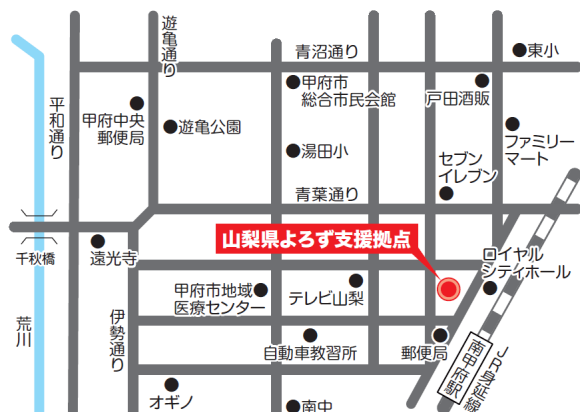 遊亀通り
青沼通り
東小
平和通り
甲府市
総合市民会館
戸田酒販
甲府中央
郵便局
遊亀公園
湯田小
ファミリー
マート
セブン
イレブン
青葉通り
山梨県よろず支援拠点
千秋橋
遠光寺
ロイヤル
シティホール
甲府市地域
医療センター
テレビ山梨
荒川
伊勢通り
自動車教習所
郵便局
南甲府駅
JR身延線
オギノ
南中